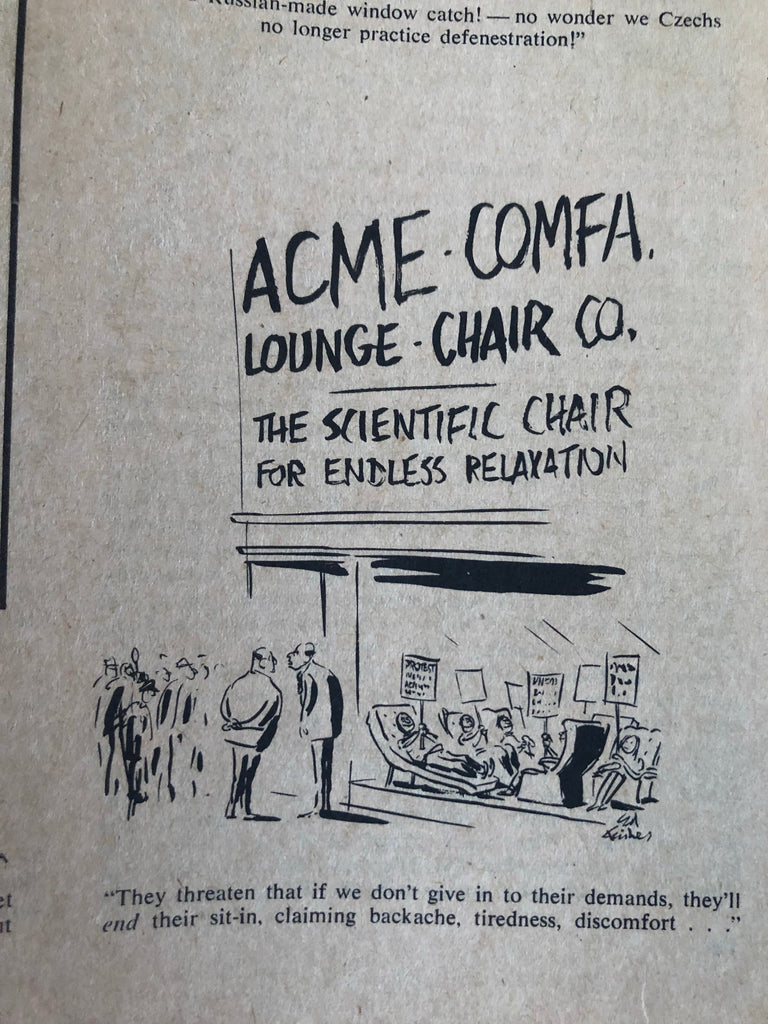 Russian-made window catch! — no wonder we Czechs
no longer practice defenestration!”
ACME · COMFA.
LOUNGE · CHAIR CO.
THE SCIENTIFIC CHAIR
FOR ENDLESS RELAXATION
PROTEST
“They threaten that if we don’t give in to their demands, they’ll
end their sit-in, claiming backache, tiredness, discomfort . . .”